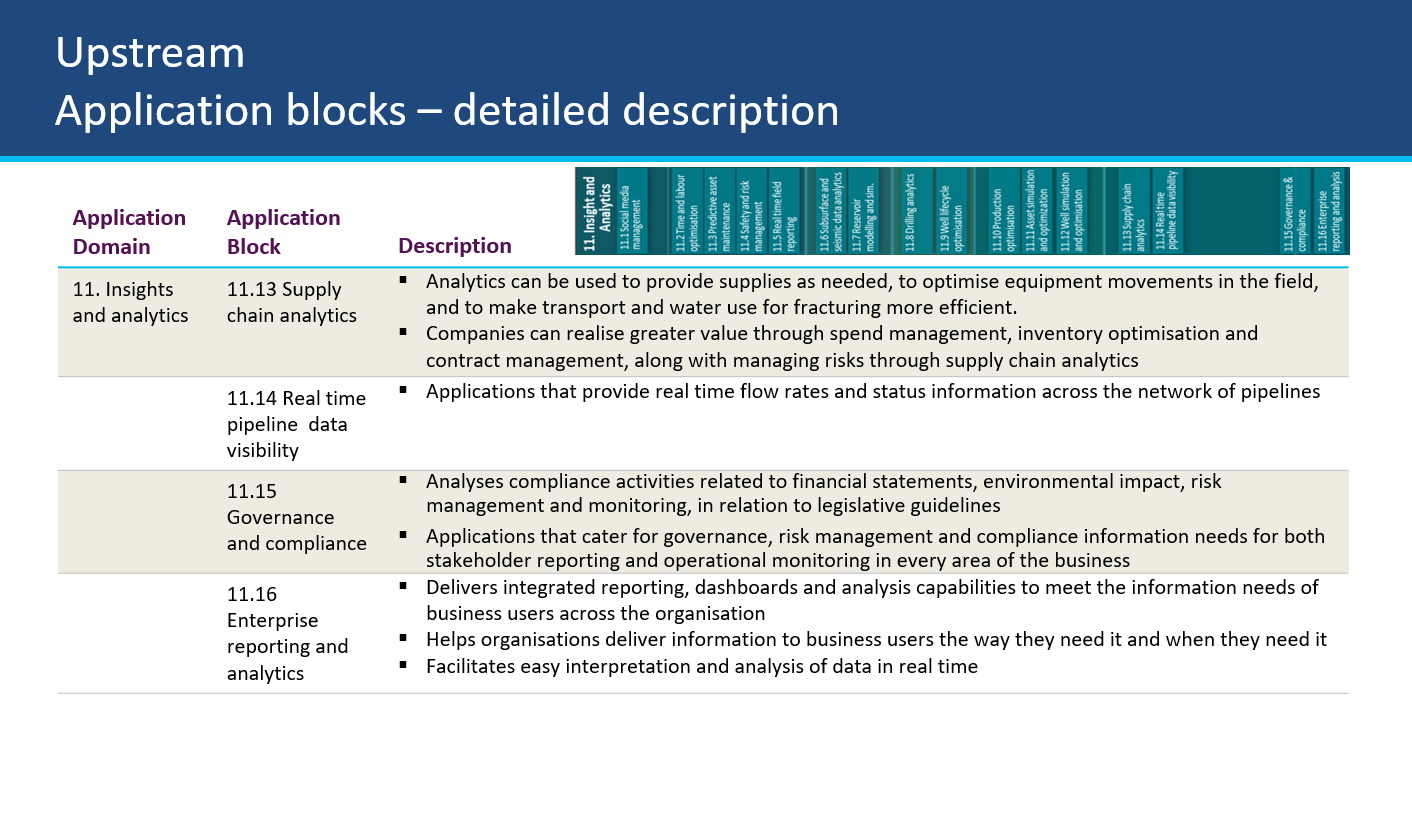 Upstream
Application blocks – detailed description
11. Insight and
Analytics
11.1 Social media
management
11.2 Time and labour
optimisation
11.3 Predictive asset
maintenance
11.4 Safety and risk
management
11.5 Real time field
reporting
11.6 Subsurface and
seismic data analytics
11.7 Reservoir
modelling and sim.
11.8 Drilling analytics
11.9 Well lifecycle
optimisation
11.10 Production
optimisation
11.11 Asset simulation
and optimization
11.12 Well simulation
and optimisation
11.13 Supply chain
analytics
11.14 Real time
pipeline data visibility
11.15 Governance &
compliance
11.16 Enterprise
reporting and analysis
Application
Domain
Application
Block
Description
11. Insights
and analytics
11.13 Supply
chain analytics
▪ Analytics can be used to provide supplies as needed, to optimise equipment movements in the field,
and to make transport and water use for fracturing more efficient.
▪ Companies can realise greater value through spend management, inventory optimisation and
contract management, along with managing risks through supply chain analytics
11.14 Real time
pipeline data
visibility
▪ Applications that provide real time flow rates and status information across the network of pipelines
11.15
Governance
and compliance
▪ Analyses compliance activities related to financial statements, environmental impact, risk
management and monitoring, in relation to legislative guidelines
▪ Applications that cater for governance, risk management and compliance information needs for both
stakeholder reporting and operational monitoring in every area of the business
11.16
Enterprise
reporting and
analytics
▪ Delivers integrated reporting, dashboards and analysis capabilities to meet the information needs of
business users across the organisation
▪ Helps organisations deliver information to business users the way they need it and when they need it
▪ Facilitates easy interpretation and analysis of data in real time